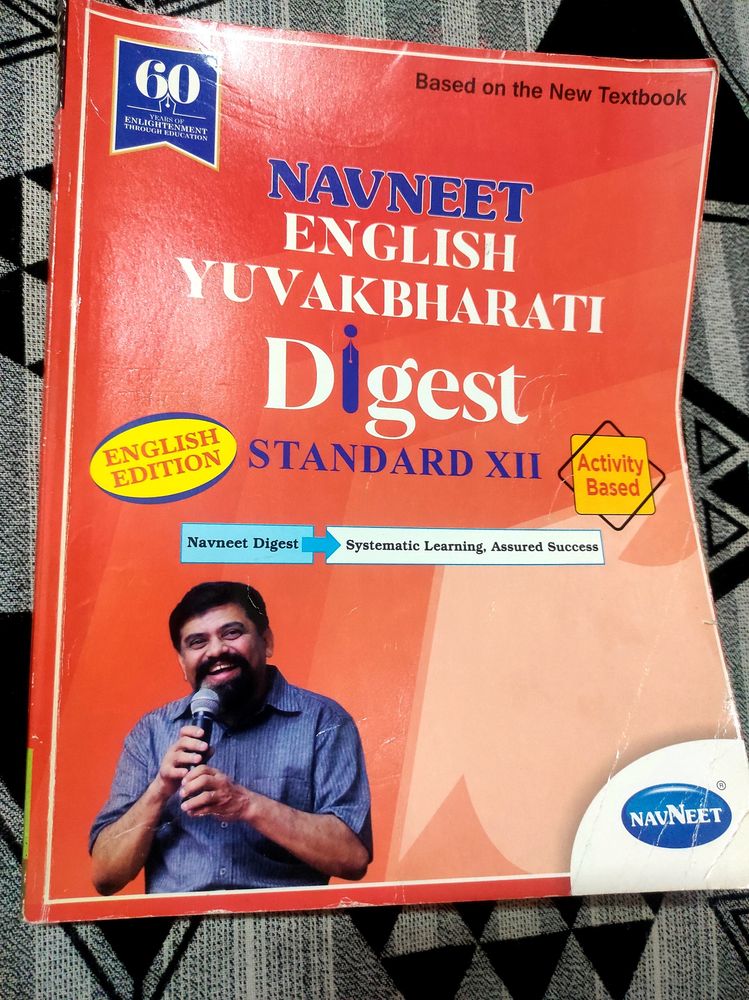 60
YEARS OF
ENLIGHTENMENT
THROUGH EDUCATION
Based on the New Textbook
NAVNEET
ENGLISH
YUVAKBHARATI
Digest
ENGLISH
EDITION
STANDARD XII
Activity
Based
Navneet Digest
Systematic Learning, Assured Success
NAVNEET®